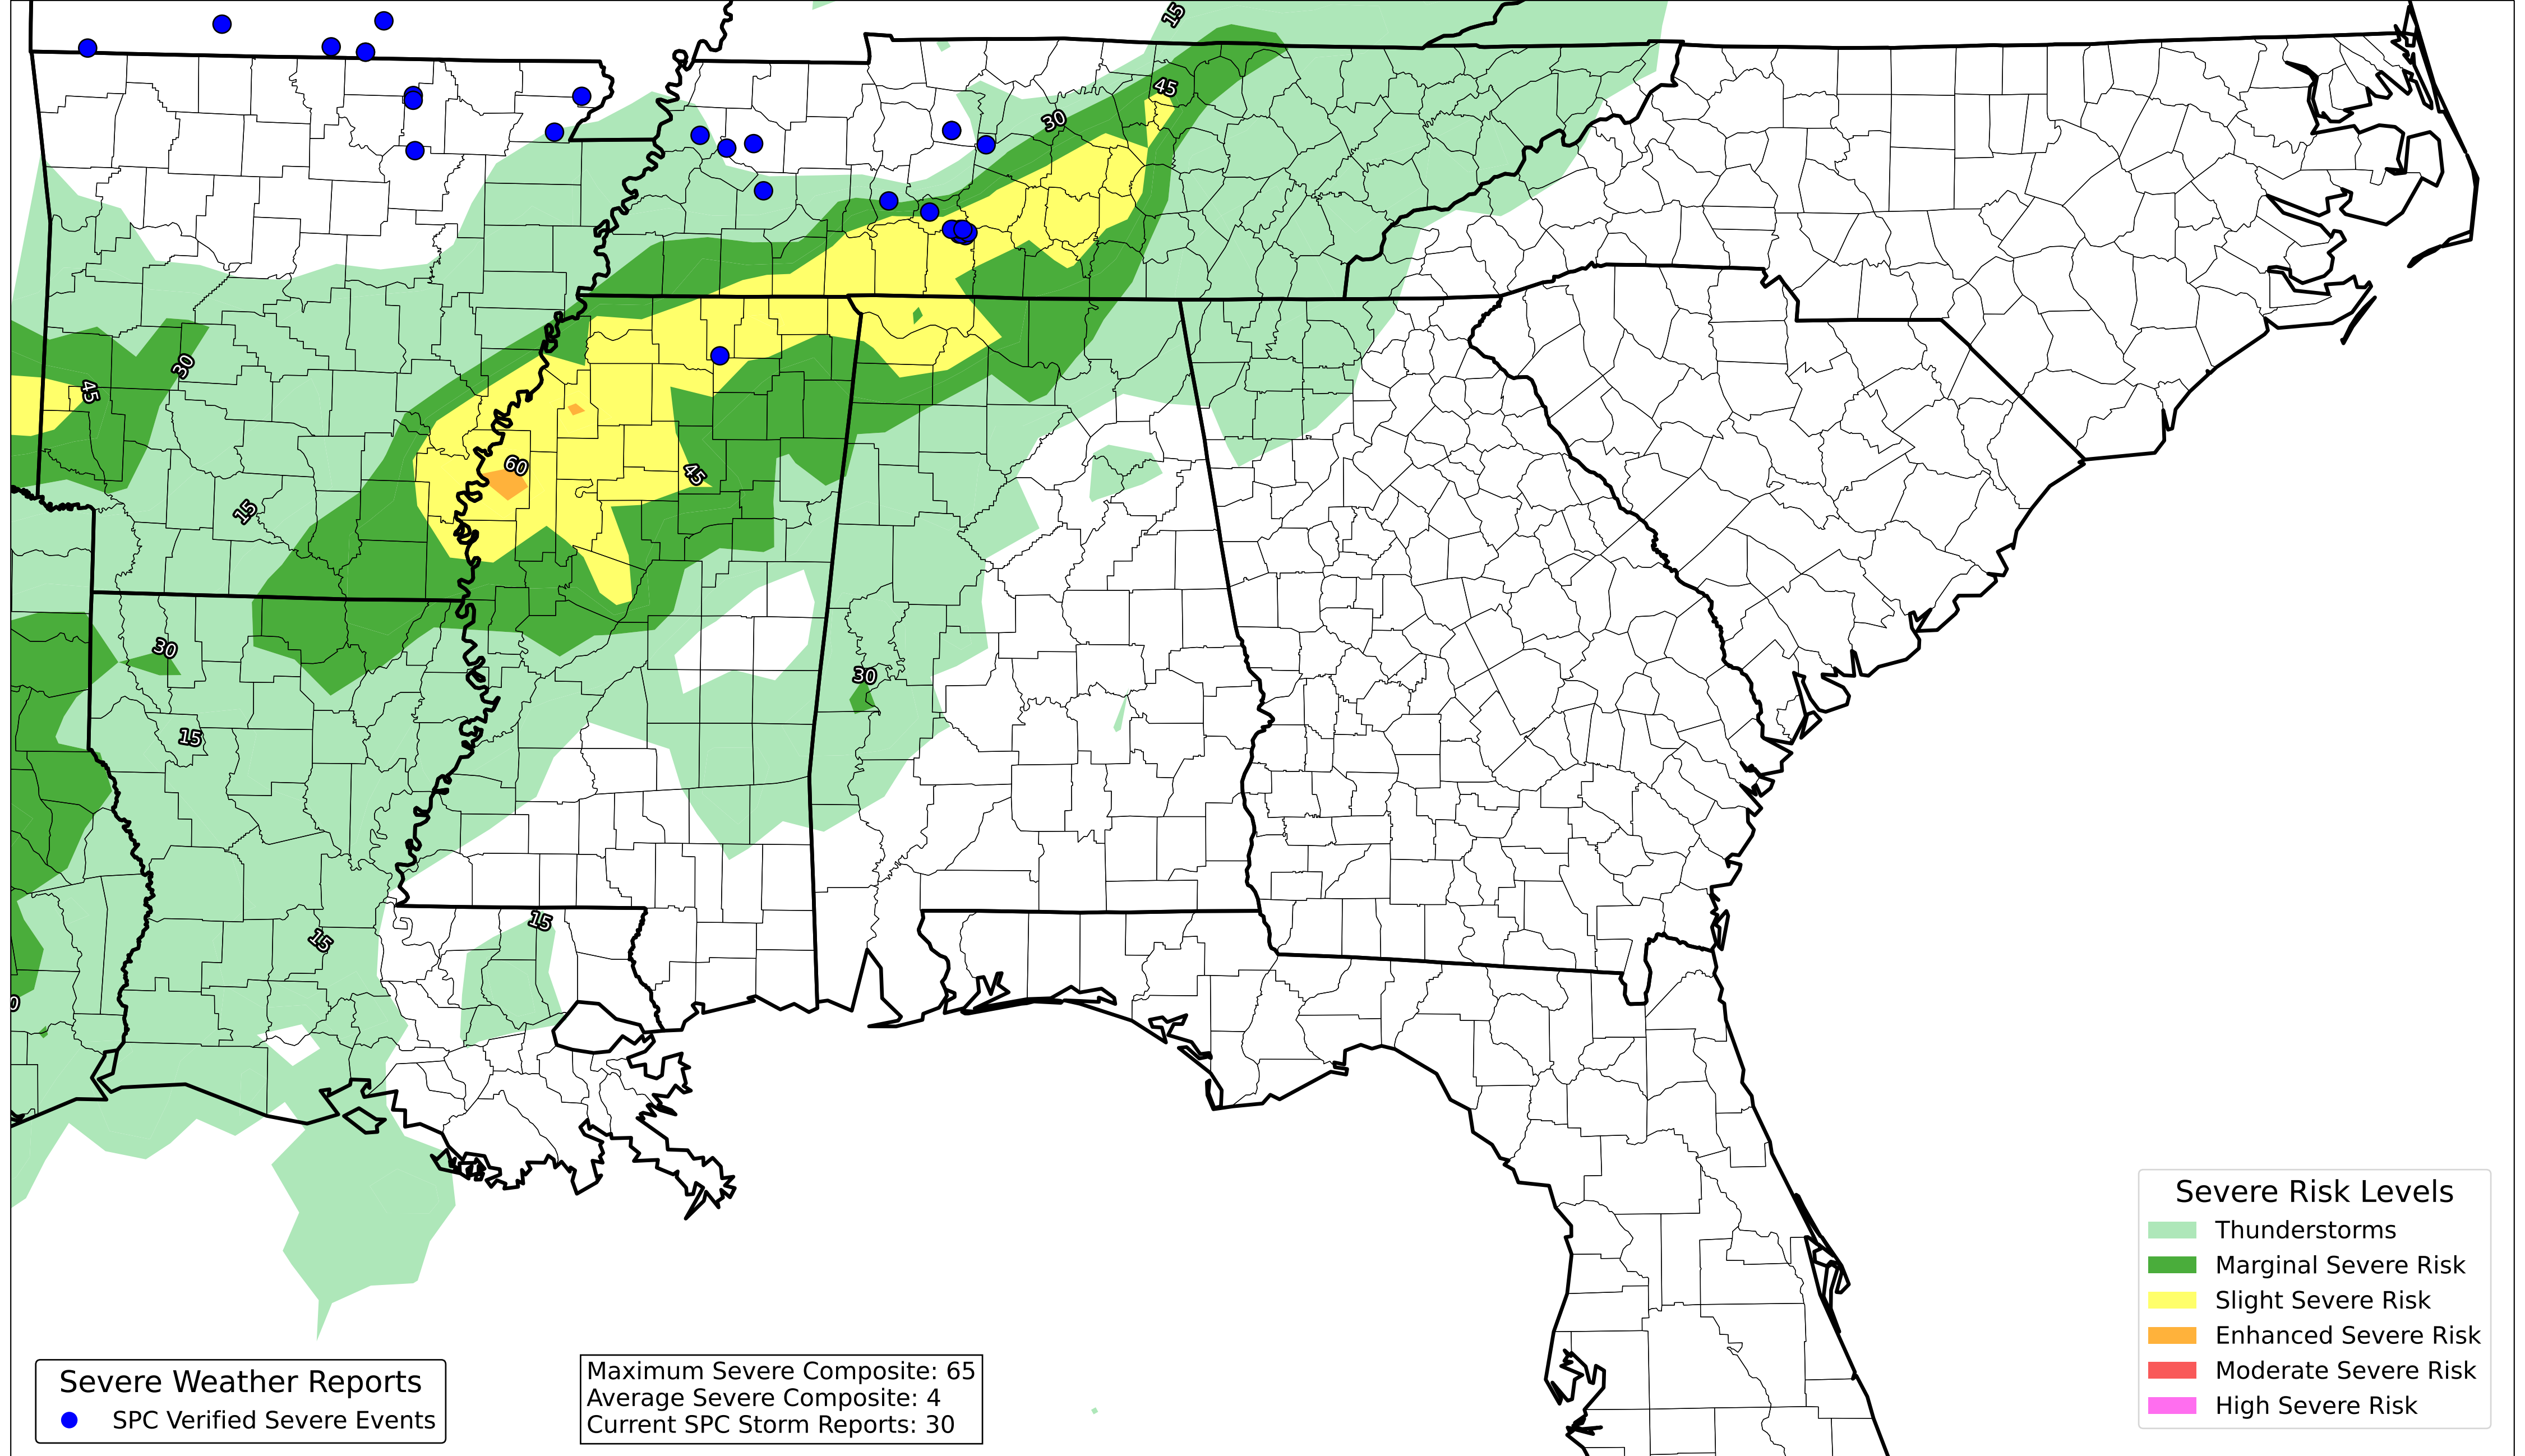 15
45
30
30
45
60
45
15
30
30
15
15
15
0
Severe Risk Levels
Thunderstorms
Marginal Severe Risk
Slight Severe Risk
Enhanced Severe Risk
Moderate Severe Risk
High Severe Risk
Severe Weather Reports
SPC Verified Severe Events
Maximum Severe Composite: 65
Average Severe Composite: 4
Current SPC Storm Reports: 30